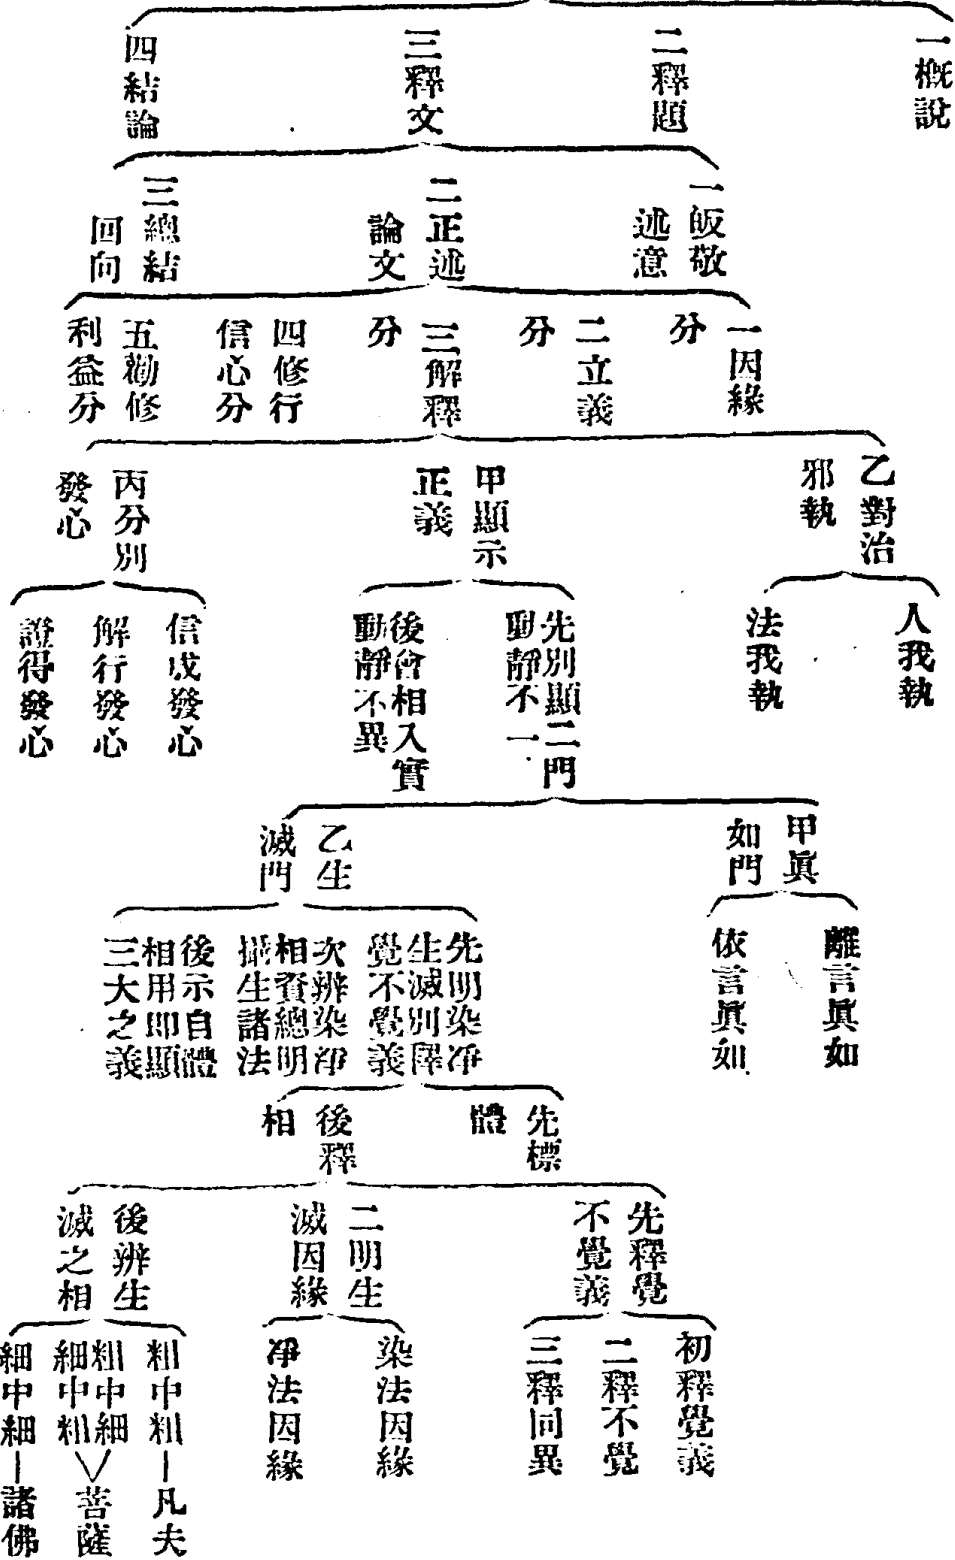 一概說
二釋題
三釋文
四結論
一皈敬
述意
二正述
論文
三總結
回向
一因緣
分
二立義
分
三解釋
分
四修行
信心分
五勸修
利益分
乙對治
邪執
甲顯示
正義
丙分別
發心
人我執
法我執
先別顯二門
動靜不一
後會相入實
動靜不異
信成發心
解行發心
證得發心
甲眞
如門
乙生
滅門
離言眞如
依言眞如
先明染净
生滅別釋
覺不覺義
次辨染净
相資總明
攝生諸法
後示自體
相用即顯
三大之義
先標
體
後釋
相
先釋覺
不覺義
二明生
滅因緣
後辨生
滅之相
初釋覺義
二釋不覺
三釋同異
染法因緣
净法因緣
粗中粗—凡夫
粗中細
細中粗
菩薩
細中細—諸佛